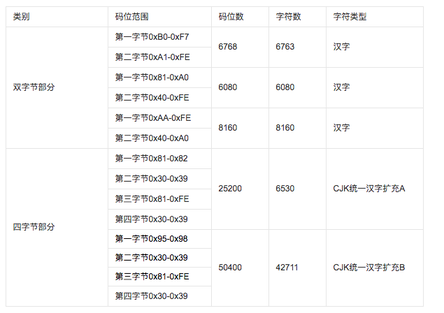 类别 码位范围 码位数 字符数 字符类型
双字节部分 第一字节0xB0-0xF7 6768 6763 汉字
第二字节0xA1-0xFE
第一字节0x81-0xA0 6080 6080 汉字
第二字节0x40-0xFE
第一字节0xAA-0xFE 8160 8160 汉字
第二字节0x40-0xA0
四字节部分 第一字节0x81-0x82 25200 6530 CJK统一汉字扩充A
第二字节0x30-0x39
第三字节0x81-0xFE
第四字节0x30-0x39
第一字节0x95-0x98 50400 42711 CJK统一汉字扩充B
第二字节0x30-0x39
第三字节0x81-0xFE
第四字节0x30-0x39